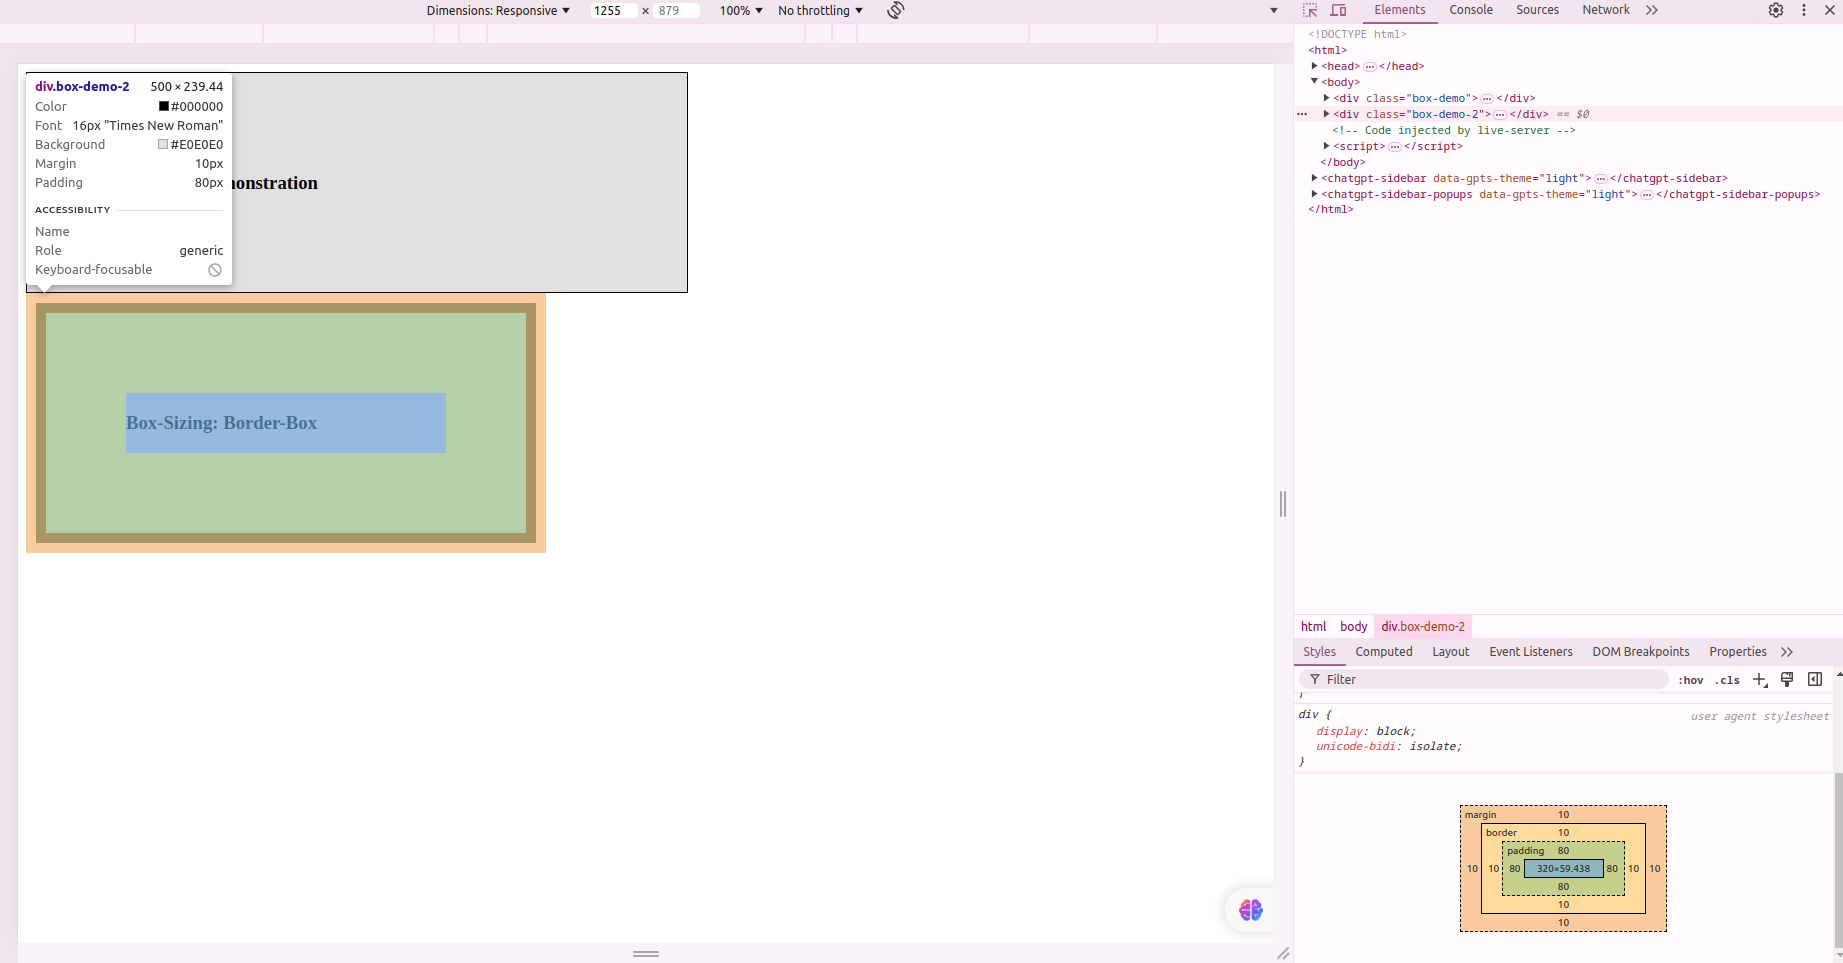 Dimensions: Responsive ▼ 1255 × 879 100% ▼ No throttling ▼
Elements Console Sources Network
div.box-demo-2 500 × 239.44
Color #000000
Font 16px "Times New Roman"
Background #E0E0E0
Margin 10px
Padding 80px
ACCESSIBILITY
Name
Role generic
Keyboard-focusable
Box-Sizing: Border-Box
<!DOCTYPE html>
<html>
<head> ⋯ </head>
<body>
<div class="box-demo"> ⋯ </div>
<div class="box-demo-2"> ⋯ </div> == $0
<!-- Code injected by live-server -->
<script> ⋯ </script>
</body>
<chatgpt-sidebar data-gpts-theme="light"> ⋯ </chatgpt-sidebar>
<chatgpt-sidebar-popups data-gpts-theme="light"> ⋯ </chatgpt-sidebar-popups>
</html>
html body div.box-demo-2
Styles Computed Layout Event Listeners DOM Breakpoints Properties
Filter :hov .cls
}
div { user agent stylesheet
display: block;
unicode-bidi: isolate;
}
margin 10
border 10
padding 80
10 10 80 320×59.438 80 10 10
80
10
10